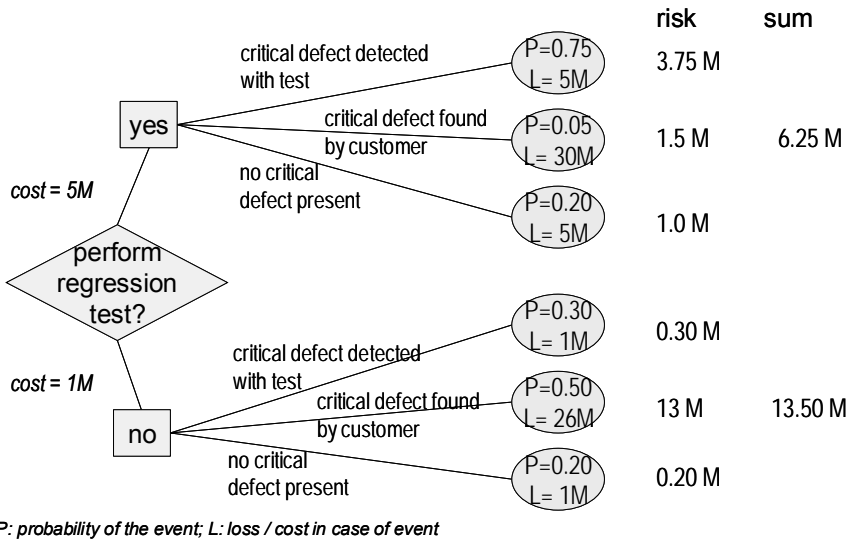 risk sum
critical defect detected
with test
P=0.75
L= 5M
3.75 M
yes
critical defect found
by customer
P=0.05
L= 30M
1.5 M 6.25 M
no critical
defect present
cost = 5M
P=0.20
L= 5M
1.0 M
perform
regression
test?
P=0.30
L= 1M
0.30 M
critical defect detected
with test
cost = 1M
critical defect found
by customer
P=0.50
L= 26M
13 M 13.50 M
no
no critical
defect present
P=0.20
L= 1M
0.20 M
P: probability of the event; L: loss / cost in case of event